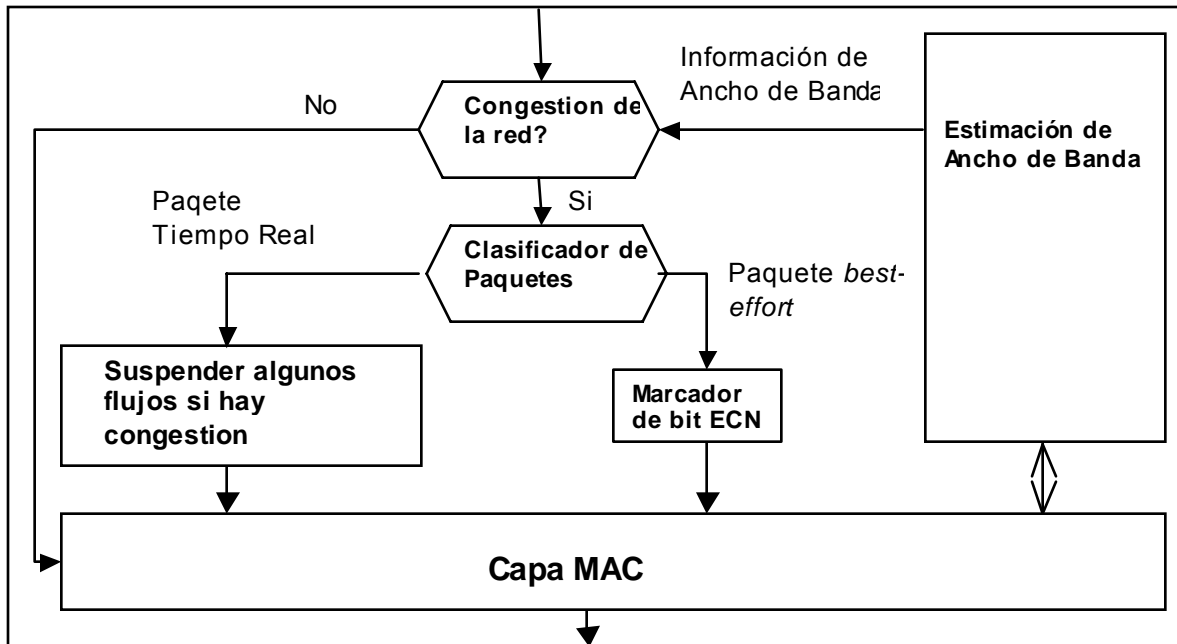 Información de
Ancho de Banda
No
Congestion de
la red?
Estimación de
Ancho de Banda
Paqete
Tiempo Real
Si
Clasificador de
Paquetes
Paquete best-
effort
Suspender algunos
flujos si hay
congestion
Marcador
de bit ECN
Capa MAC